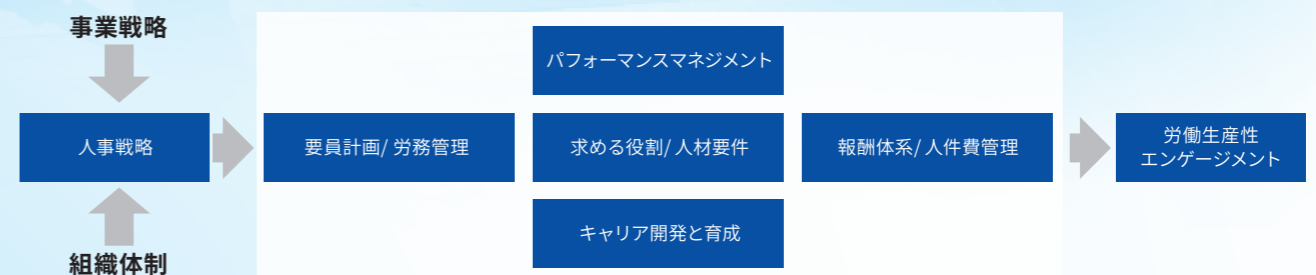 事業戦略
パフォーマンスマネジメント
人事戦略
要員計画/ 労務管理
求める役割/ 人材要件
報酬体系/ 人件費管理
労働生産性
エンゲージメント
キャリア開発と育成
組織体制